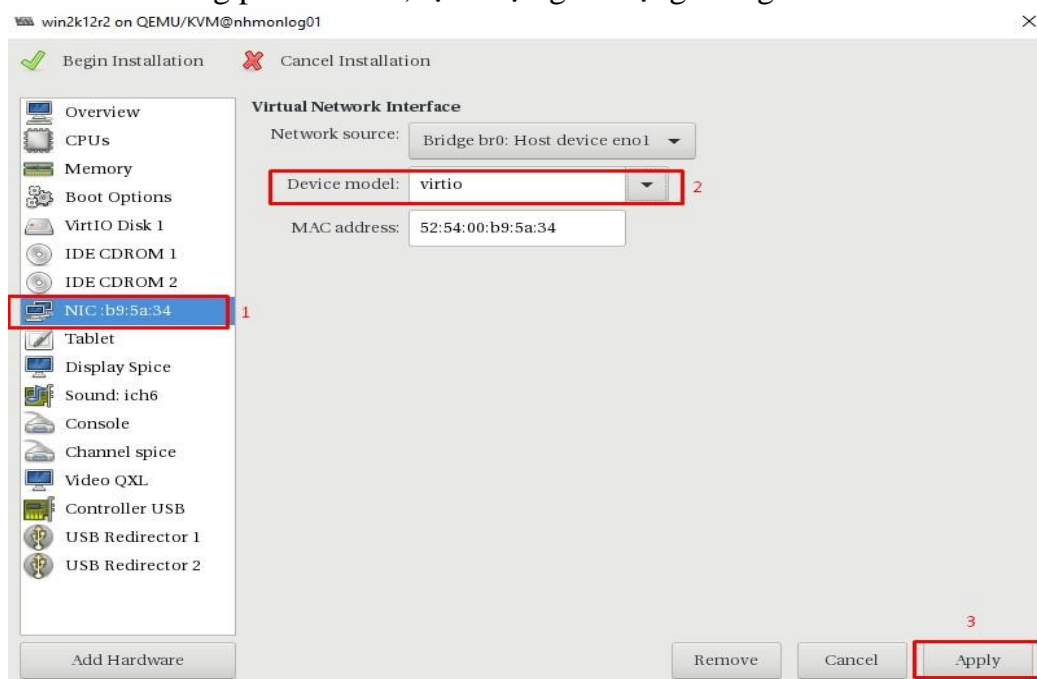 win2k12r2 on QEMU/KVM@nhmonlog01
Begin Installation
Cancel Installation
Overview
CPUs
Memory
Boot Options
VirtIO Disk 1
IDE CDROM 1
IDE CDROM 2
NIC :b9:5a:34
1
Tablet
Display Spice
Sound: ich6
Console
Channel spice
Video QXL
Controller USB
USB Redirector 1
USB Redirector 2
Add Hardware
Virtual Network Interface
Network source: Bridge br0: Host device eno1
Device model: virtio
2
MAC address: 52:54:00:b9:5a:34
3
Remove
Cancel
Apply